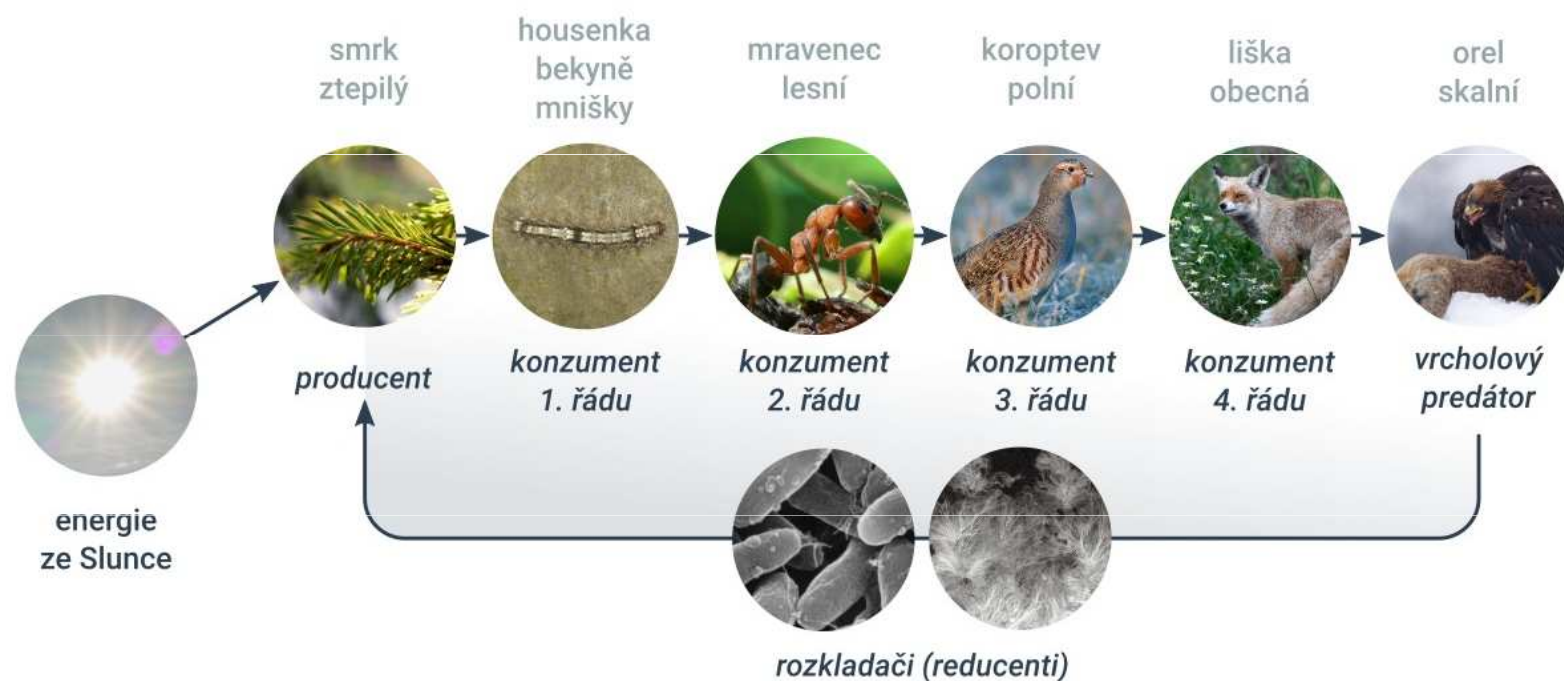 smrk
ztepilý
housenka
bekyně
mnišky
mravenec
lesní
koroptev
polní
liška
obecná
orel
skalní
producent
konzument
1. řádu
konzument
2. řádu
konzument
3. řádu
konzument
4. řádu
vrcholový
predátor
energie
ze Slunce
rozkladači (reducenti)